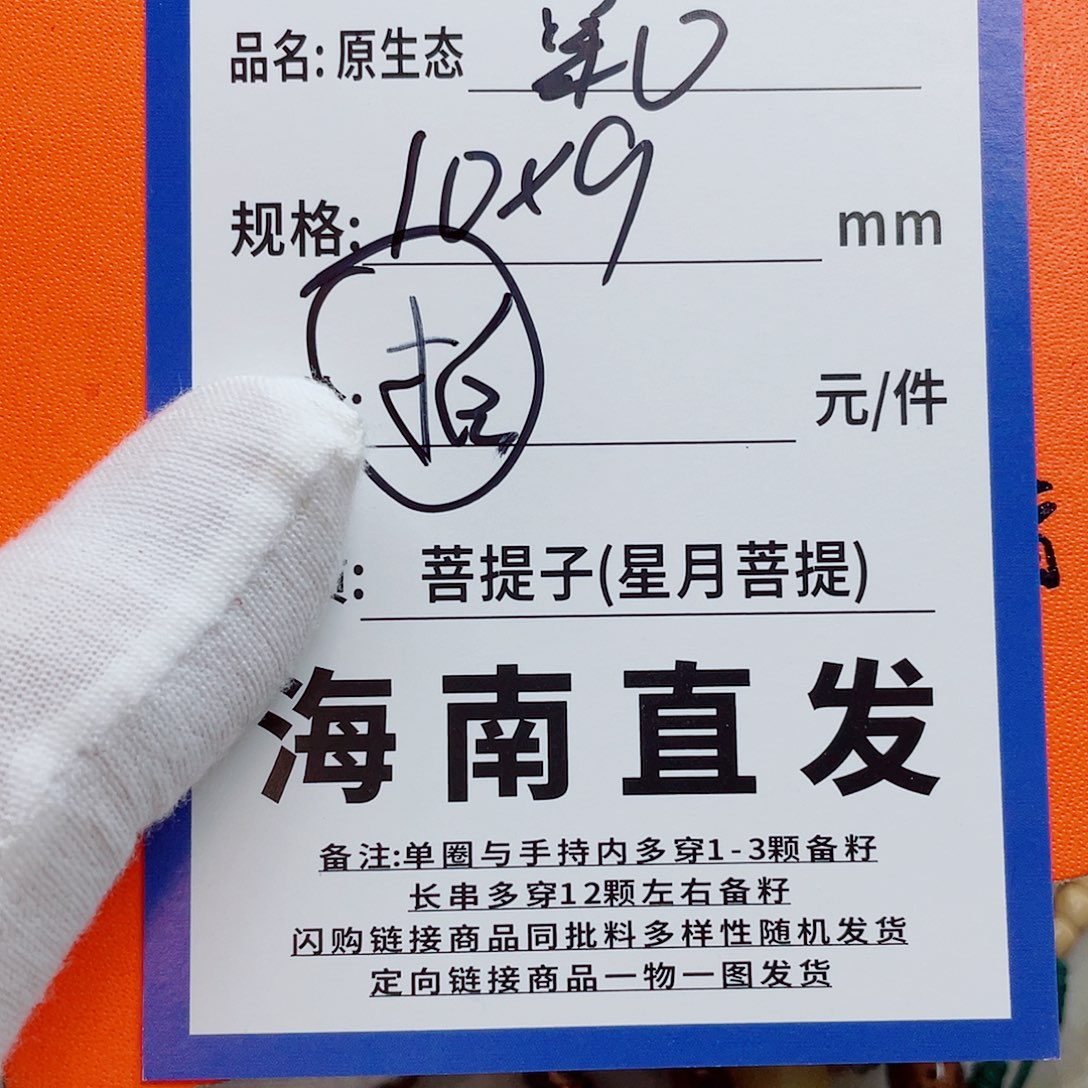 品名: 原生态
规格: 10×9 mm
抢 元/件
: 菩提子(星月菩提)
海南直发
备注:单圈与手持内多穿1-3颗备籽
长串多穿12颗左右备籽
闪购链接商品同批料多样性随机发货
定向链接商品一物一图发货